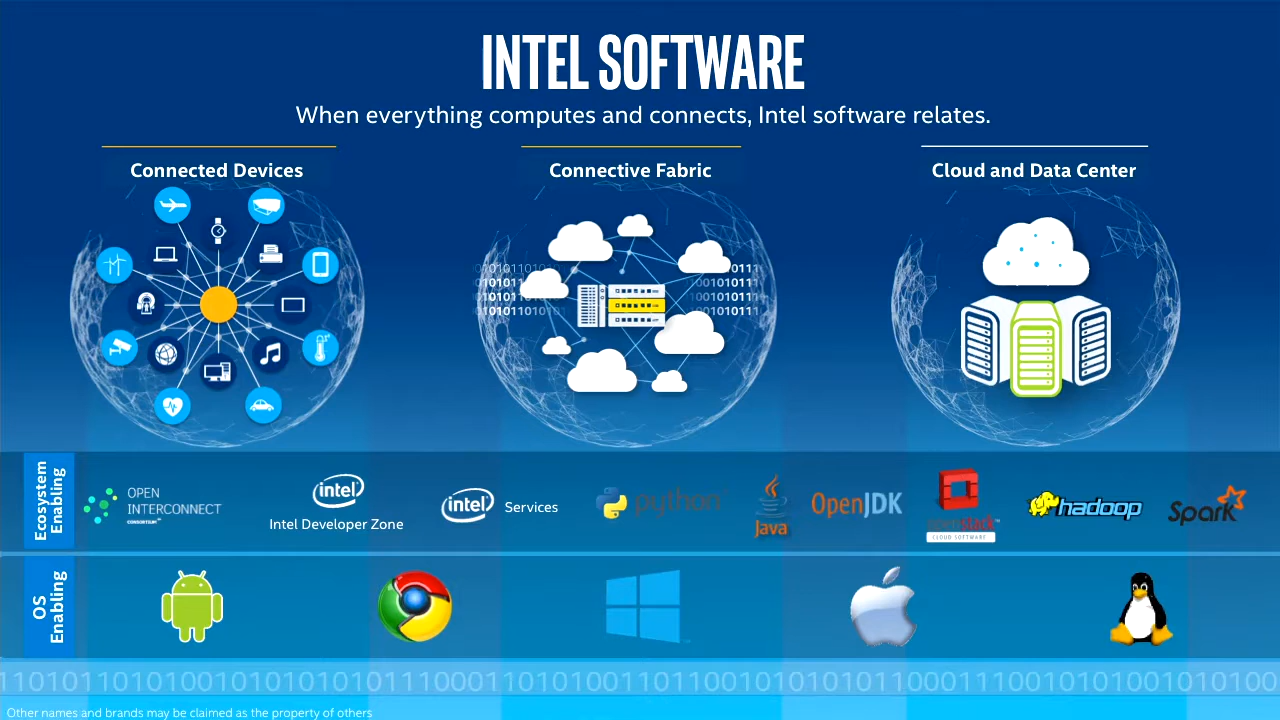 INTEL SOFTWARE
When everything computes and connects, Intel software relates.
Connected Devices
Connective Fabric
Cloud and Data Center
Ecosystem
Enabling
OPEN
INTERCONNECT
CONSORTIUM
intel
Intel Developer Zone
intel
Services
python
Java
OpenJDK
openstack™
CLOUD SOFTWARE
hadoop
Spark
OS
Enabling
Other names and brands may be claimed as the property of others